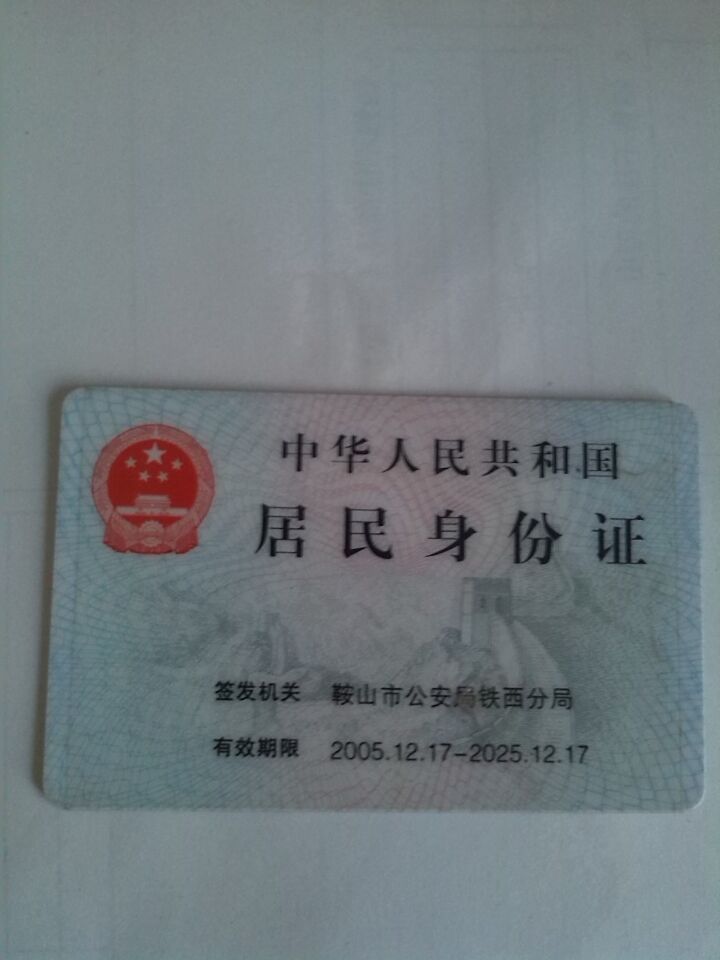 中华人民共和国
居民身份证
签发机关 鞍山市公安局铁西分局
有效期限 2005.12.17-2025.12.17